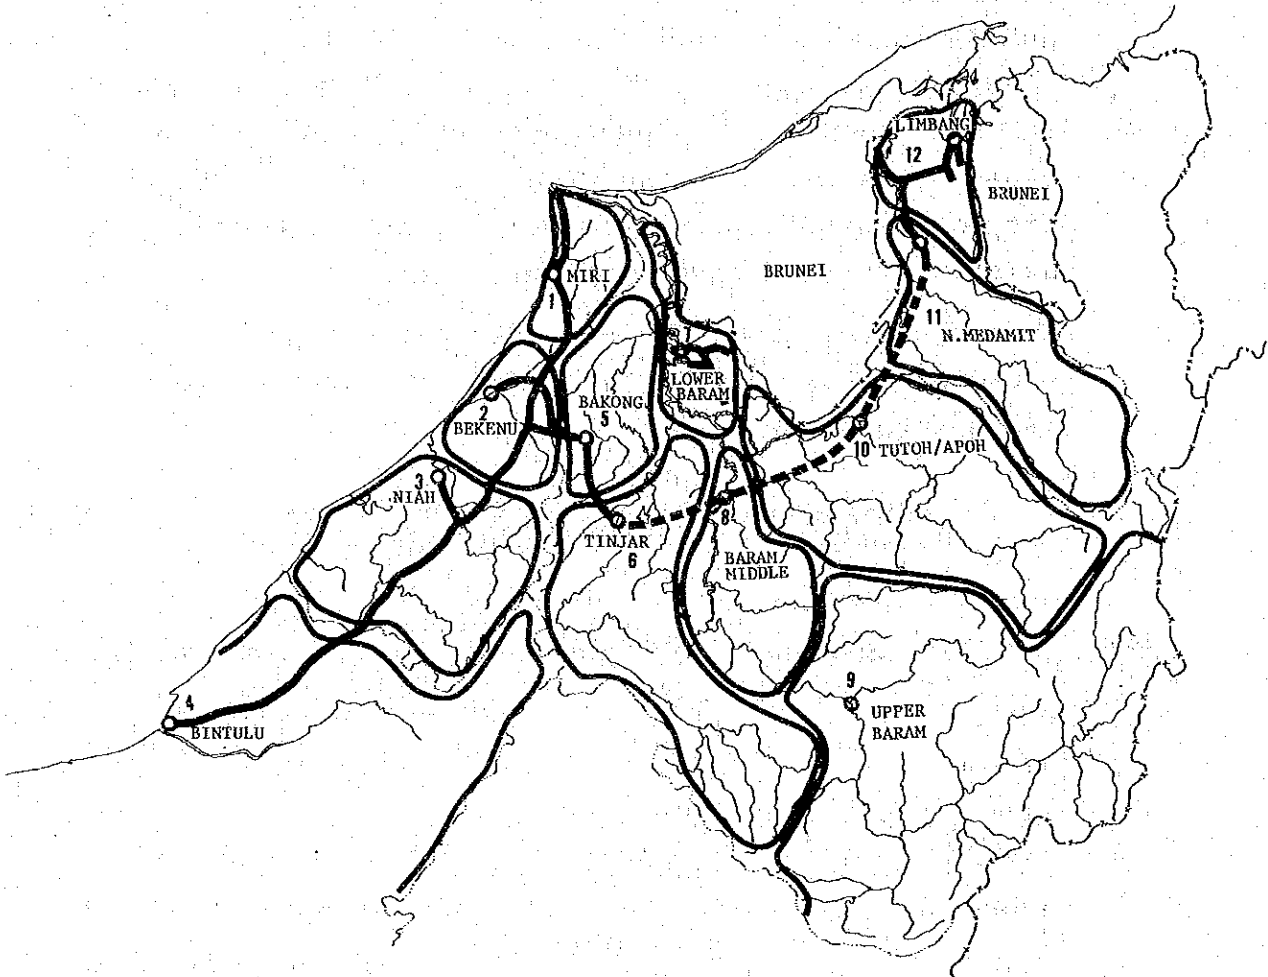 LIMBANG
12
BRUNEI
BRUNEI
MIRI
1
11
N.MEDAMIT
7
LOWER
BARAM
BAKONG
5
2
BEKENU
10
TUTOH/APOH
3
NIAH
8
TINJAR
6
BARAM/
MIDDLE
9
UPPER
BARAM
4
BINTULU